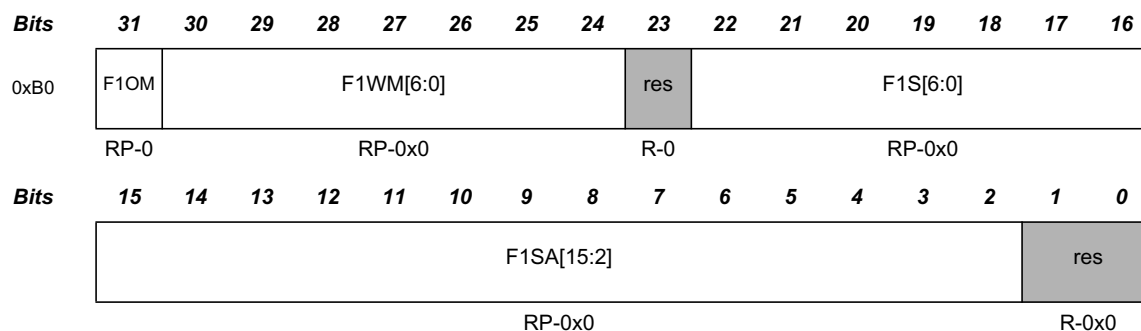 Bits 31 30 29 28 27 26 25 24 23 22 21 20 19 18 17 16
0xB0 F1OM F1WM[6:0] res F1S[6:0]
RP-0 RP-0x0 R-0 RP-0x0
Bits 15 14 13 12 11 10 9 8 7 6 5 4 3 2 1 0
F1SA[15:2] res
RP-0x0 R-0x0